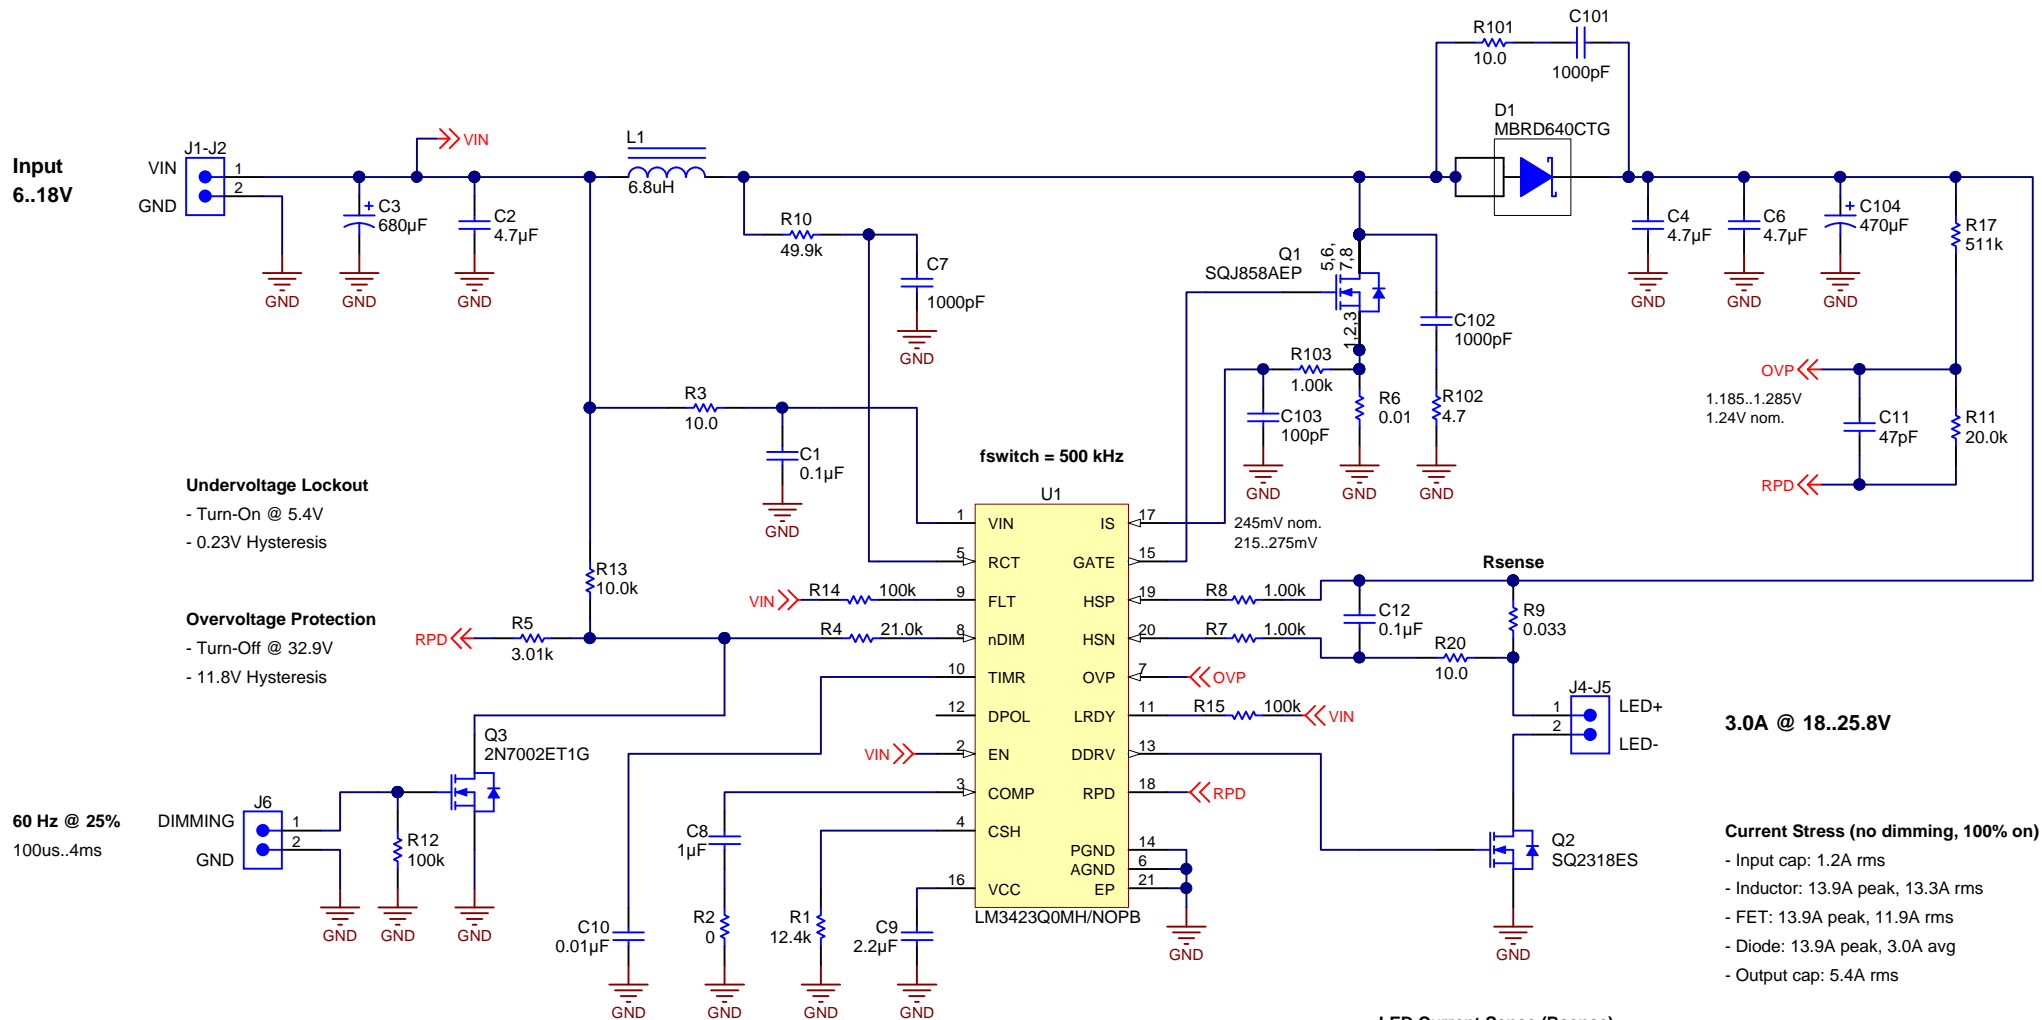 R101
10.0
C101
1000pF
D1
MBRD640CTG
Input
6..18V
J1-J2
VIN
1
GND
2
GND
VIN
C3
+
680µF
GND
C2
4.7µF
GND
L1
6.8uH
R10
49.9k
C7
1000pF
GND
Q1
SQJ858AEP
5,6,
7,8
1,2,3
C102
1000pF
R103
1.00k
C103
100pF
GND
R6
0.01
GND
R102
4.7
GND
C4
4.7µF
GND
C6
4.7µF
GND
+
C104
470µF
GND
R17
511k
OVP
1.185..1.285V
1.24V nom.
C11
47pF
R11
20.0k
RPD
R3
10.0
C1
0.1µF
GND
fswitch = 500 kHz
Undervoltage Lockout
- Turn-On @ 5.4V
- 0.23V Hysteresis
Overvoltage Protection
- Turn-Off @ 32.9V
- 11.8V Hysteresis
R13
10.0k
RPD
R5
3.01k
VIN
R14
100k
R4
21.0k
U1
1 VIN
5 RCT
9 FLT
8 nDIM
10 TIMR
12 DPOL
VIN
2 EN
3 COMP
4 CSH
16 VCC
IS 17
GATE 15
HSP 19
HSN 20
OVP 7
LRDY 11
DDRV 13
RPD 18
PGND 14
AGND 6
EP 21
LM3423Q0MH/NOPB
GND
245mV nom.
215..275mV
Rsense
R8 1.00k
R7 1.00k
C12
0.1µF
R20
10.0
R9
0.033
OVP
R15 100k
VIN
RPD
J4-J5
1 LED+
2 LED-
3.0A @ 18..25.8V
Q2
SQ2318ES
GND
Q3
2N7002ET1G
60 Hz @ 25%
100us..4ms
J6
DIMMING 1
GND 2
GND
R12
100k
GND
GND
C10
0.01µF
GND
C8
1µF
R2
0
GND
R1
12.4k
GND
C9
2.2µF
GND
Current Stress (no dimming, 100% on)
- Input cap: 1.2A rms
- Inductor: 13.9A peak, 13.3A rms
- FET: 13.9A peak, 11.9A rms
- Diode: 13.9A peak, 3.0A avg
- Output cap: 5.4A rms
LED Current Sense (Rsense)